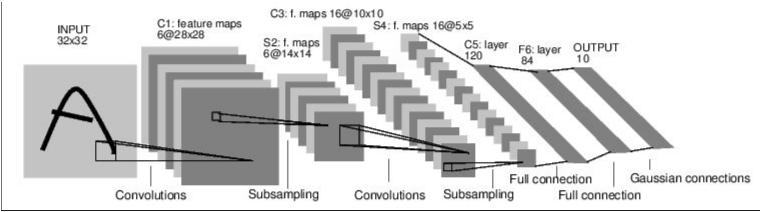 INPUT
32x32
C1: feature maps
6@28x28
S2: f. maps
6@14x14
C3: f. maps 16@10x10
S4: f. maps 16@5x5
C5: layer
120
F6: layer
84
OUTPUT
10
Convolutions
Subsampling
Convolutions
Subsampling
Full connection
Full connection
Gaussian connections